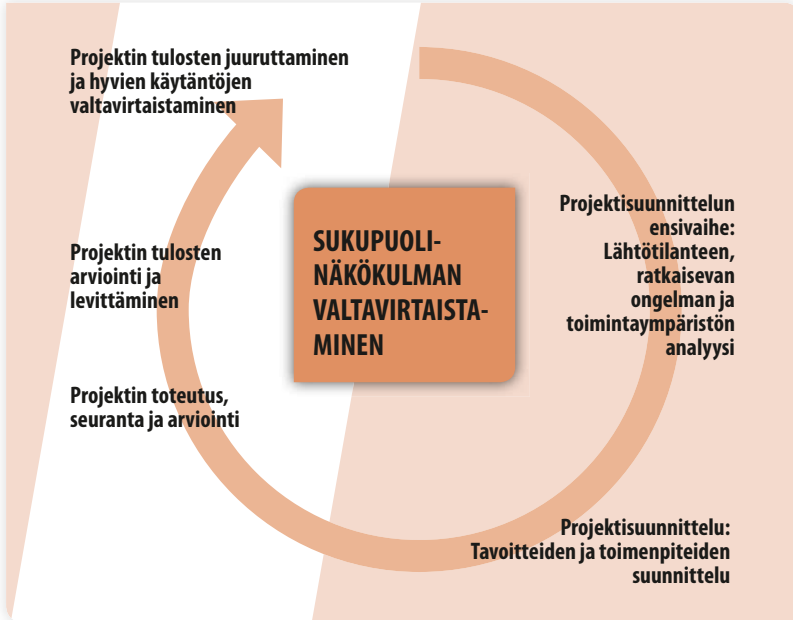 Projektin tulosten juuruttaminen
ja hyvien käytäntöjen
valtavirtaistaminen
SUKUPUOLI-
NÄKÖKULMAN
VALTAVIRTAISTA-
MINEN
Projektisuunnittelun
ensivaihe:
Lähtötilanteen,
ratkaisevan
ongelman ja
toimintaympäristön
analyysi
Projektin tulosten
arviointi ja
levittäminen
Projektin toteutus,
seuranta ja arviointi
Projektisuunnittelu:
Tavoitteiden ja toimenpiteiden
suunnittelu